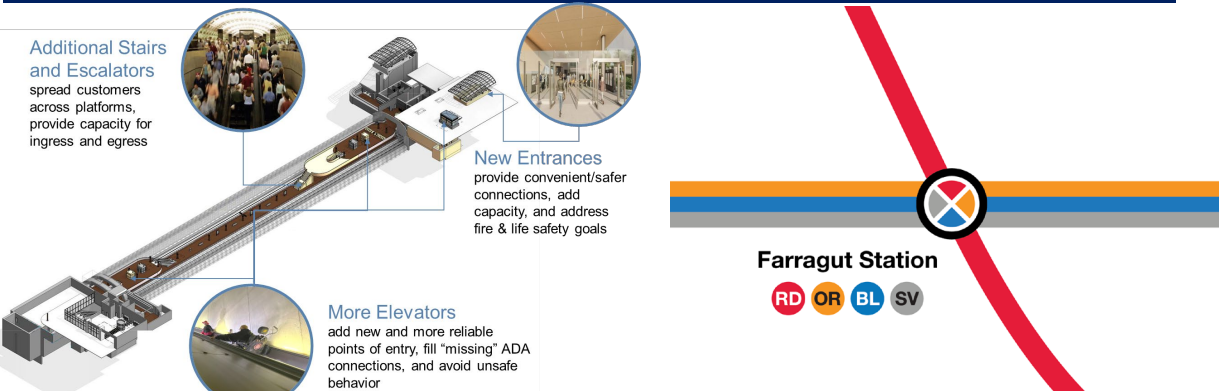 Additional Stairs
and Escalators
spread customers
across platforms,
provide capacity for
ingress and egress
New Entrances
provide convenient/safer
connections, add
capacity, and address
fire & life safety goals
More Elevators
add new and more reliable
points of entry, fill “missing” ADA
connections, and avoid unsafe
behavior
Farragut Station
RD OR BL SV